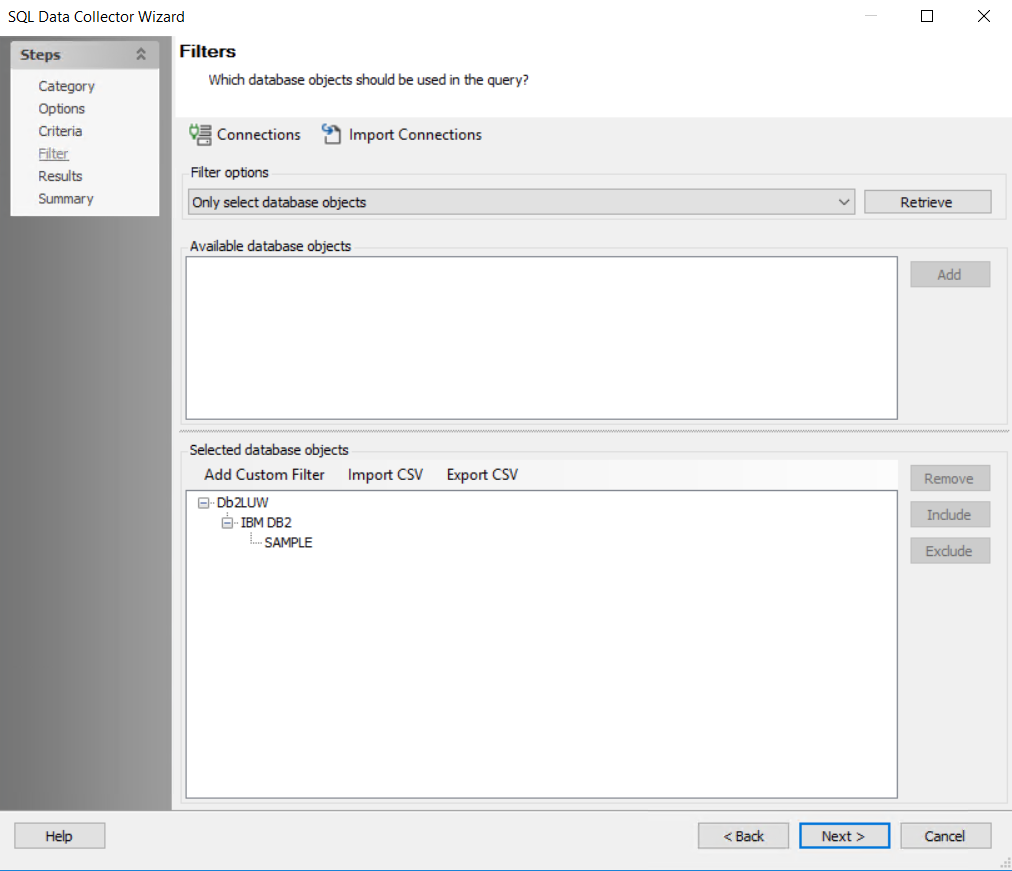 SQL Data Collector Wizard
Steps
Category
Options
Criteria
Filter
Results
Summary
Filters
Which database objects should be used in the query?
Connections
Import Connections
Filter options
Only select database objects
Retrieve
Available database objects
Add
Selected database objects
Add Custom Filter
Import CSV
Export CSV
Db2LUW
IBM DB2
SAMPLE
Remove
Include
Exclude
Help
< Back
Next >
Cancel